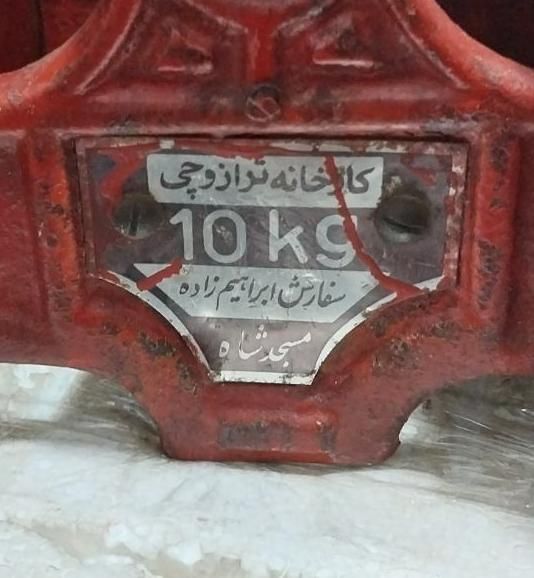 کارخانه ترازوچی
10 kg
سفارش ابراهیم زاده
مسجد شاه